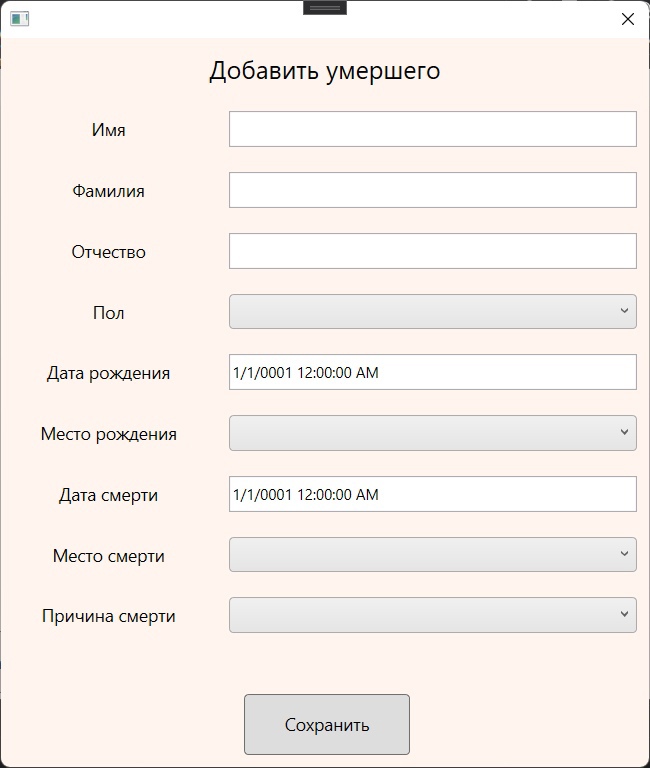 Добавить умершего
Имя
Фамилия
Отчество
Пол
Дата рождения 1/1/0001 12:00:00 AM
Место рождения
Дата смерти 1/1/0001 12:00:00 AM
Место смерти
Причина смерти
Сохранить